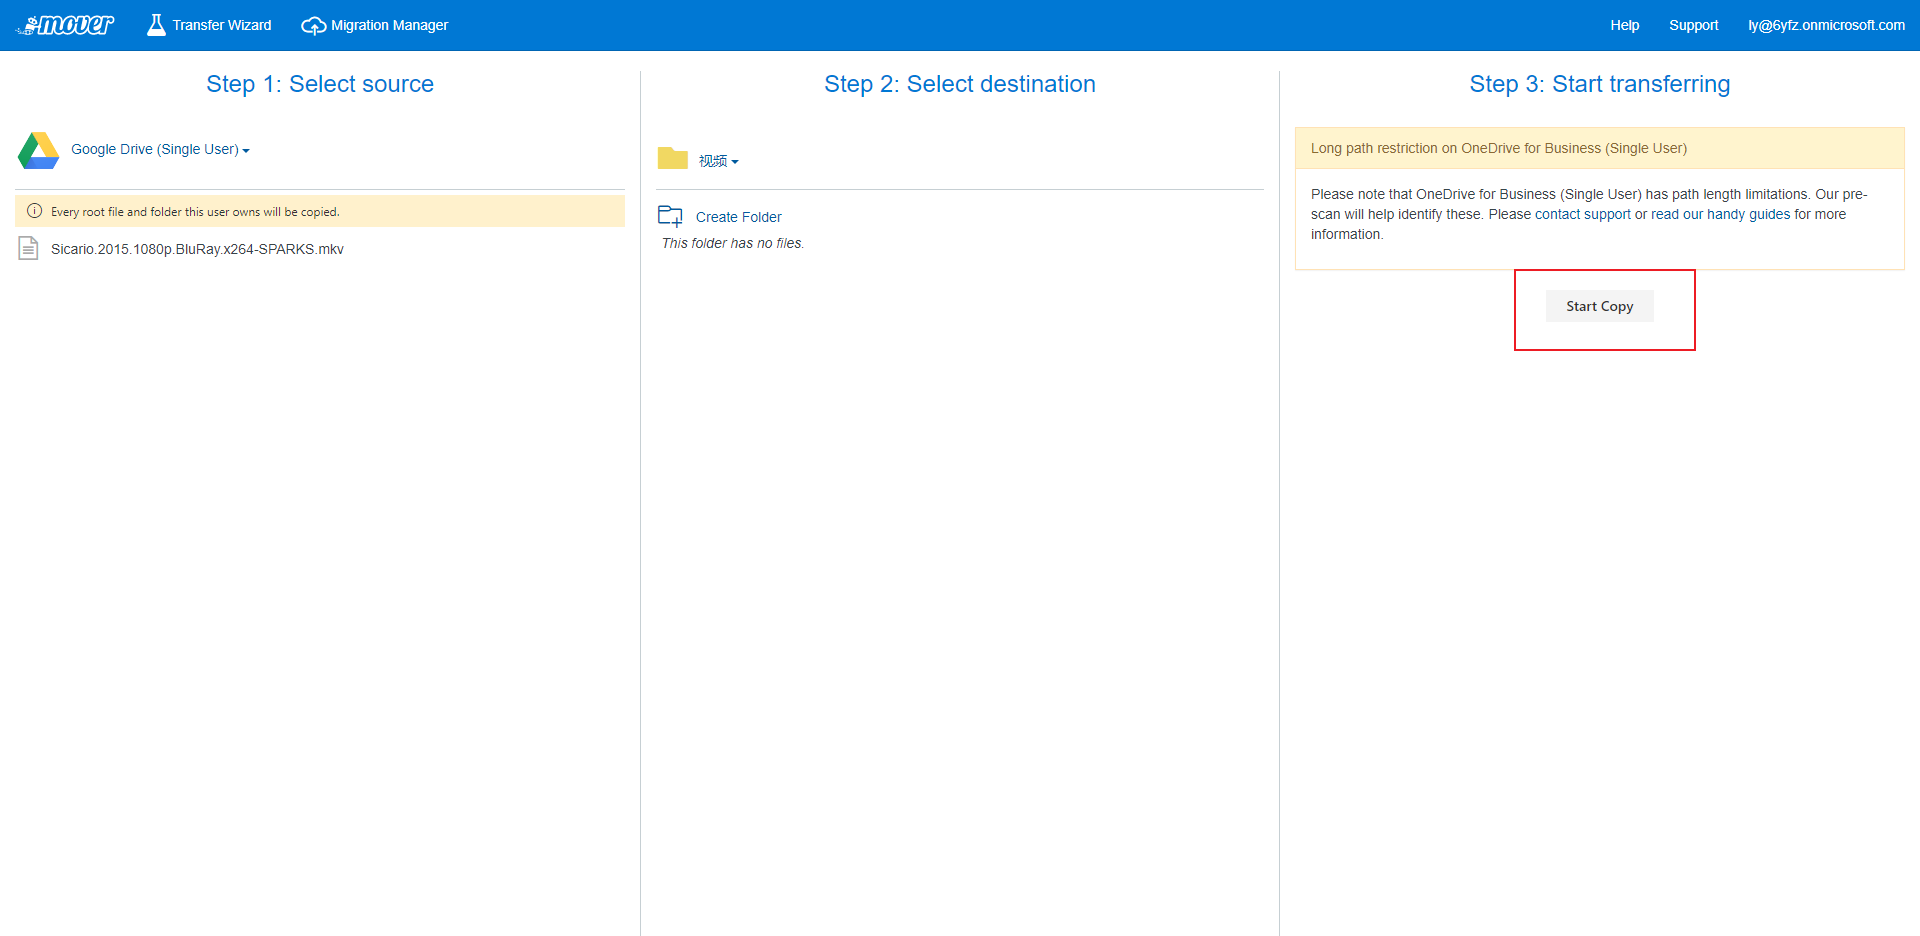 mover
Transfer Wizard
Migration Manager
Help
Support
ly@6yfz.onmicrosoft.com
Step 1: Select source
Google Drive (Single User)
Every root file and folder this user owns will be copied.
Sicario.2015.1080p.BluRay.x264-SPARKS.mkv
Step 2: Select destination
视频
Create Folder
This folder has no files.
Step 3: Start transferring
Long path restriction on OneDrive for Business (Single User)
Please note that OneDrive for Business (Single User) has path length limitations. Our pre-
scan will help identify these. Please contact support or read our handy guides for more
information.
Start Copy